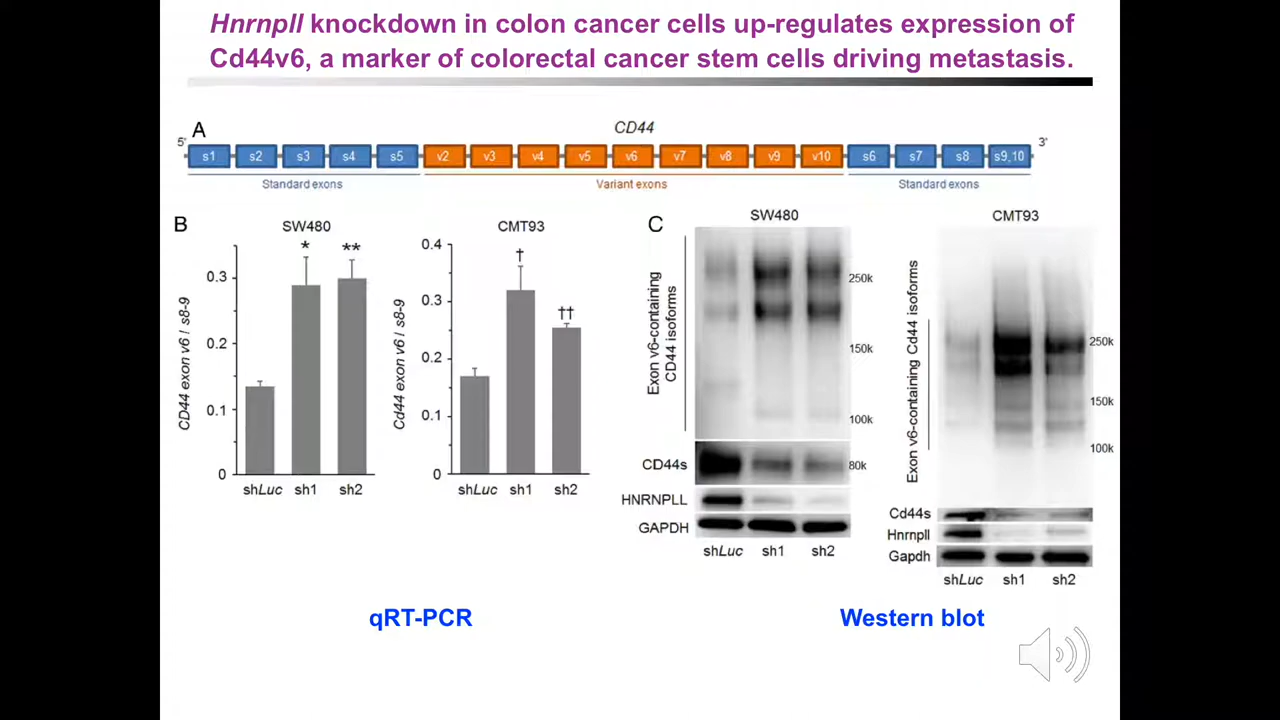 Hnrnpll knockdown in colon cancer cells up-regulates expression of
Cd44v6, a marker of colorectal cancer stem cells driving metastasis.
A
CD44
5'
s1 s2 s3 s4 s5 v2 v3 v4 v5 v6 v7 v8 v9 v10 s6 s7 s8 s9,10
3'
Standard exons
Variant exons
Standard exons
B
SW480
CD44 exon v6 / s8-9
0.3
0.2
0.1
0
* **
shLuc sh1 sh2
CMT93
Cd44 exon v6 / s8-9
0.4
0.3
0.2
0.1
0
† ††
shLuc sh1 sh2
qRT-PCR
C
SW480
Exon v6-containing
CD44 isoforms
250k
150k
100k
CD44s
80k
HNRNPLL
GAPDH
shLuc sh1 sh2
CMT93
Exon v6-containing Cd44 isoforms
250k
150k
100k
Cd44s
Hnrnpll
Gapdh
shLuc sh1 sh2
Western blot